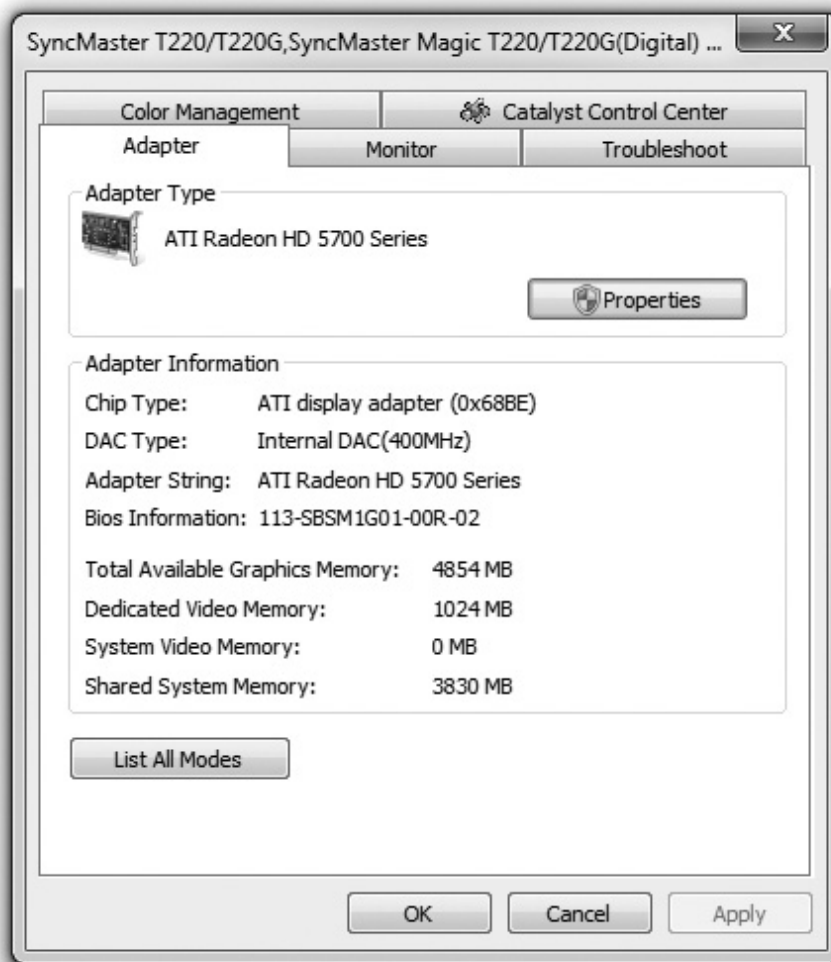 SyncMaster T220/T220G,SyncMaster Magic T220/T220G(Digital) ...
X
Color Management
Catalyst Control Center
Adapter
Monitor
Troubleshoot
Adapter Type
ATI Radeon HD 5700 Series
Properties
Adapter Information
Chip Type: ATI display adapter (0x68BE)
DAC Type: Internal DAC(400MHz)
Adapter String: ATI Radeon HD 5700 Series
Bios Information: 113-SBSM1G01-00R-02
Total Available Graphics Memory: 4854 MB
Dedicated Video Memory: 1024 MB
System Video Memory: 0 MB
Shared System Memory: 3830 MB
List All Modes
OK
Cancel
Apply